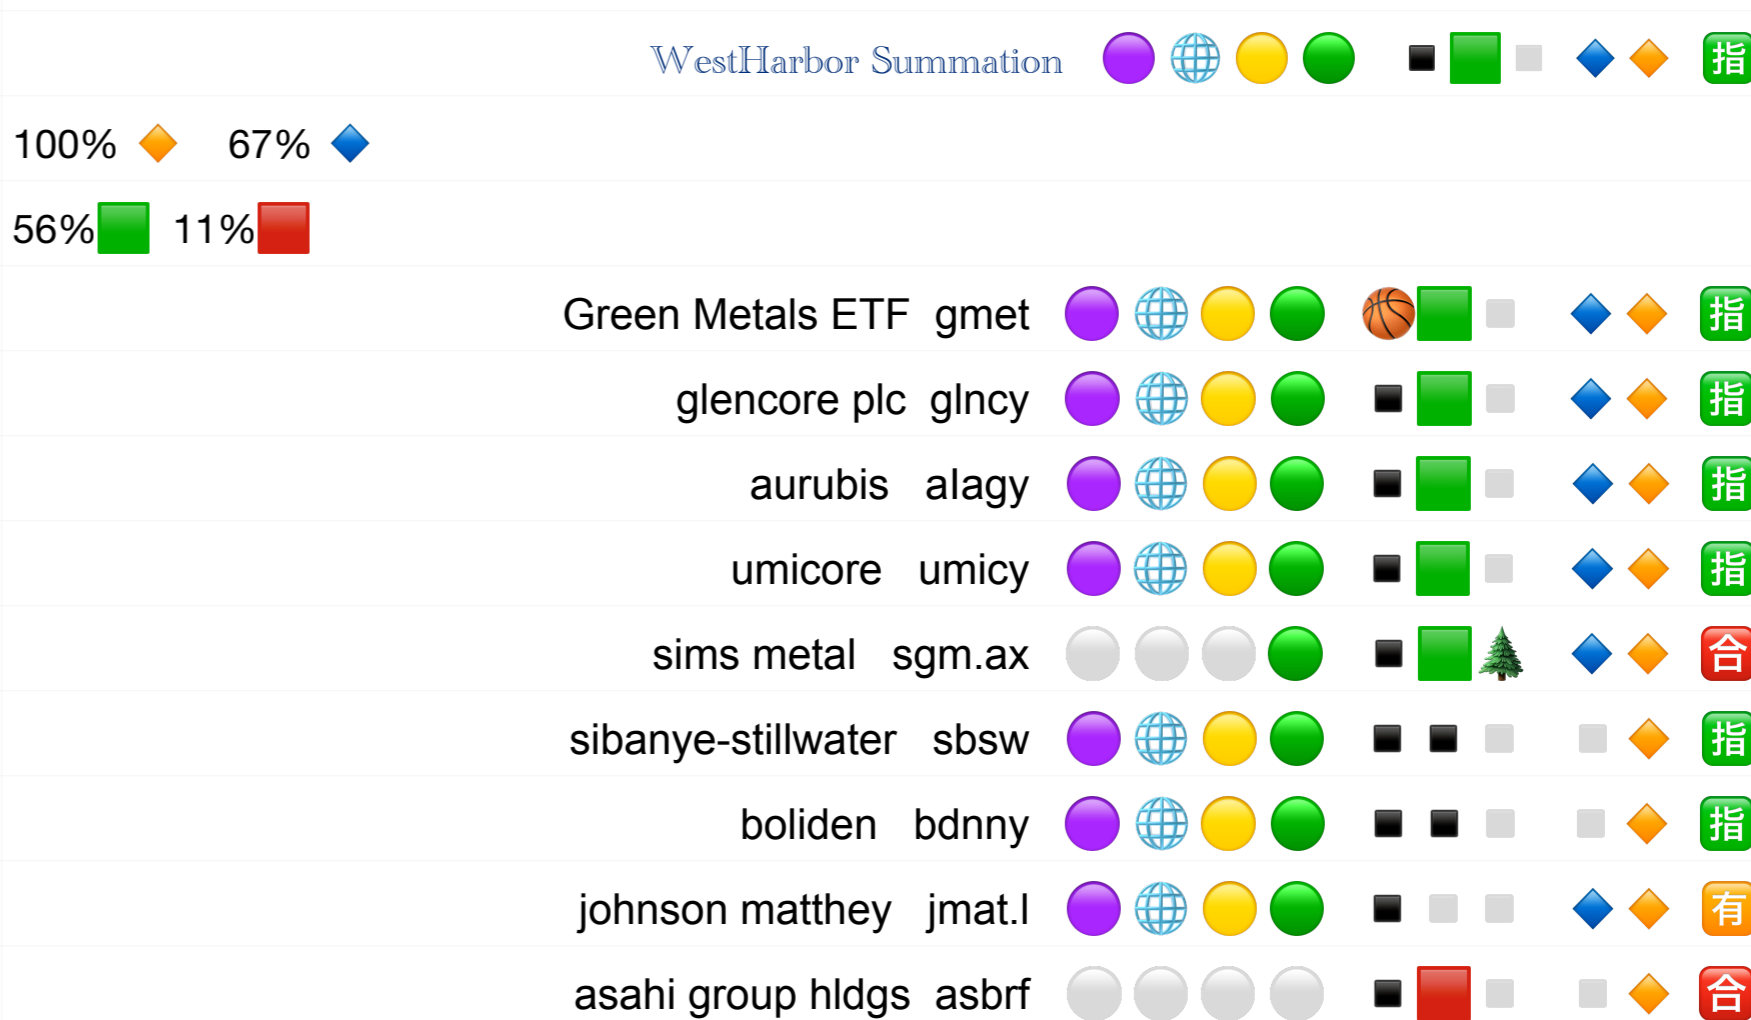 WestHarbor Summation 🟣 🌐 🟡 🟢 ▪️ 🟩 ◽ 🔹 🔸 🈯
100% 🔸 67% 🔹
56%🟩 11%🟥
Green Metals ETF gmet 🟣 🌐 🟡 🟢 🏀🟩 ◽ 🔹 🔸 🈯
glencore plc glncy 🟣 🌐 🟡 🟢 ▪️ 🟩 ◽ 🔹 🔸 🈯
aurubis alagy 🟣 🌐 🟡 🟢 ▪️ 🟩 ◽ 🔹 🔸 🈯
umicore umicy 🟣 🌐 🟡 🟢 ▪️ 🟩 ◽ 🔹 🔸 🈯
sims metal sgm.ax ⚪ ⚪ ⚪ 🟢 ▪️ 🟩🌲 🔹 🔸 🈴
sibanye-stillwater sbsw 🟣 🌐 🟡 🟢 ▪️ ▪️ ◽ ◽ 🔸 🈯
boliden bdnny 🟣 🌐 🟡 🟢 ▪️ ▪️ ◽ ◽ 🔸 🈯
johnson matthey jmat.l 🟣 🌐 🟡 🟢 ▪️ ◽ ◽ 🔹 🔸 🈶
asahi group hldgs asbrf ⚪ ⚪ ⚪ ⚪ ▪️ 🟥 ◽ ◽ 🔸 🈴